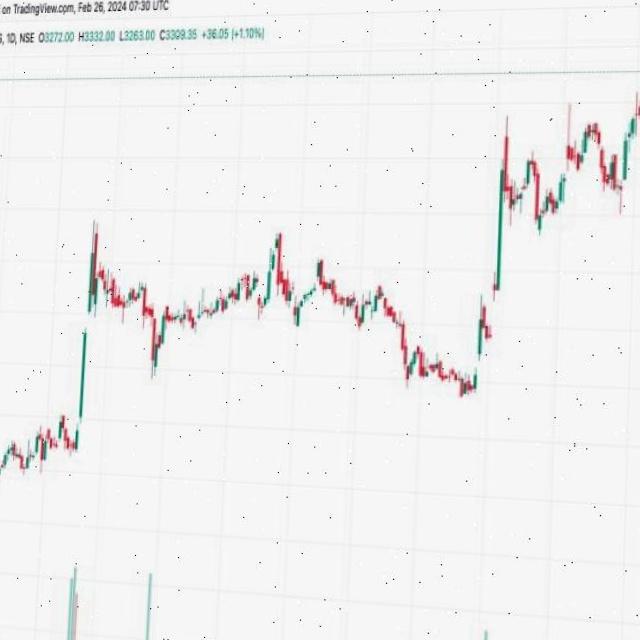 on TradingView.com, Feb 26, 2024 07:30 UTC
, 1D, NSE O3272.00 H3332.00 L3263.00 C3309.35 +36.05 (+1.10%)